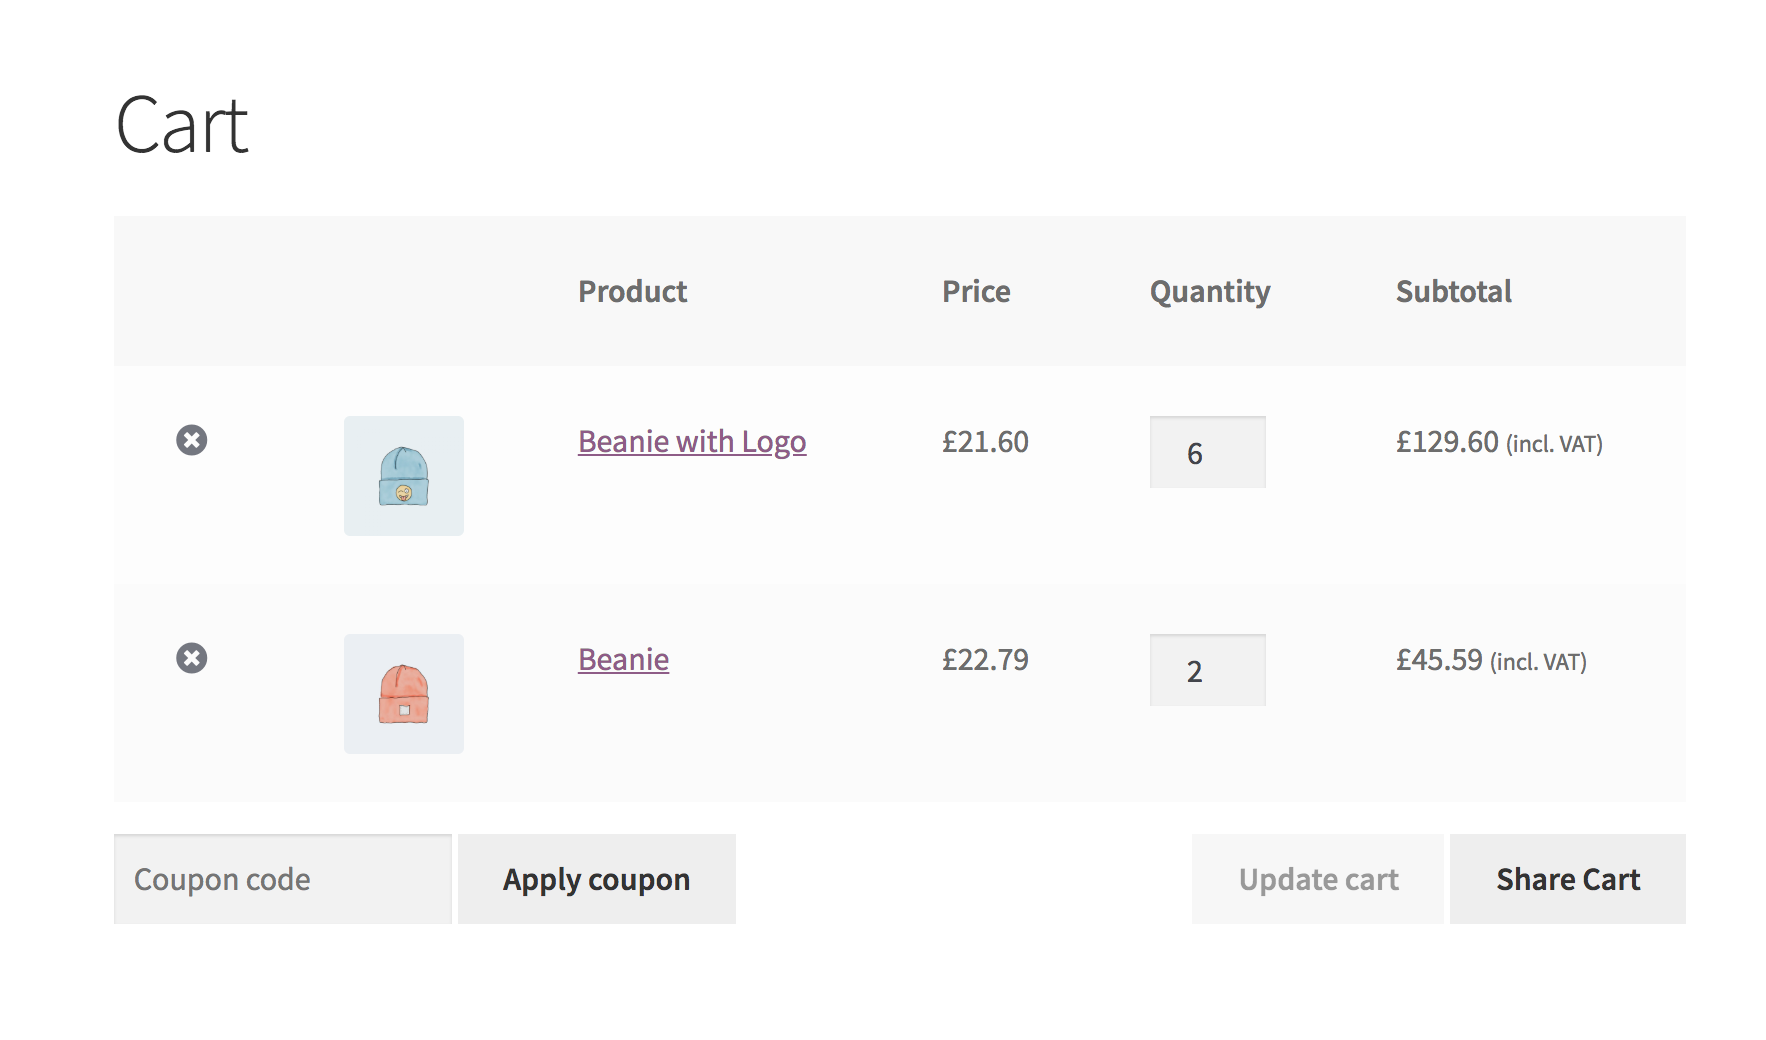 Cart
Product Price Quantity Subtotal
Beanie with Logo £21.60 6 £129.60 (incl. VAT)
Beanie £22.79 2 £45.59 (incl. VAT)
Coupon code Apply coupon Update cart Share Cart